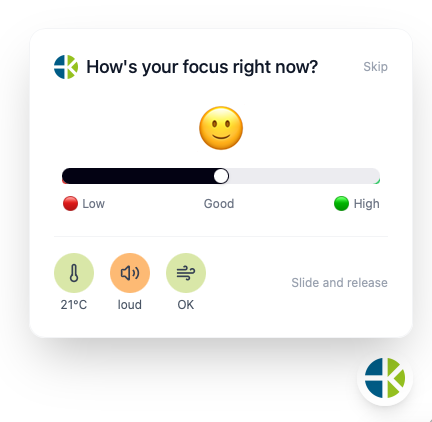 How's your focus right now?
Skip
Low
Good
High
21°C
loud
OK
Slide and release